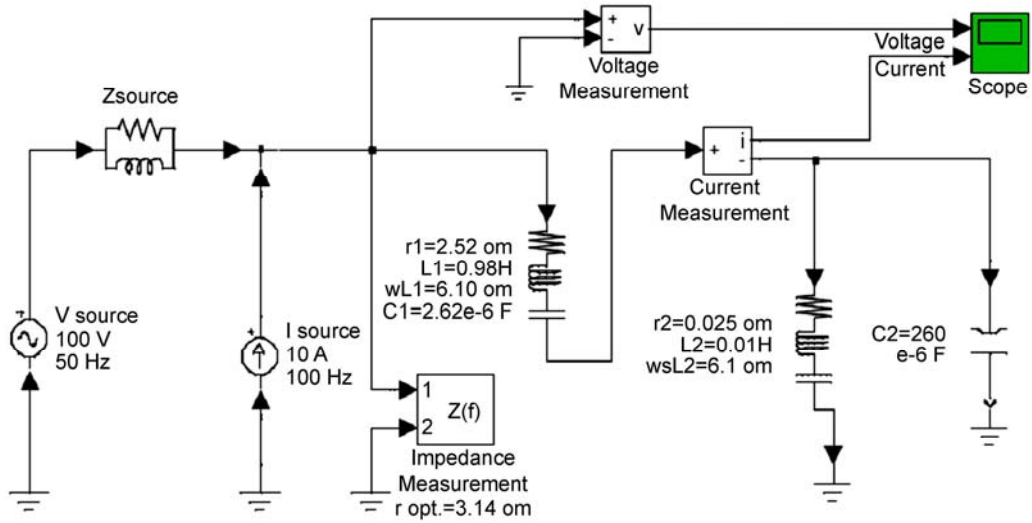 +
-
v
Voltage
Measurement
Voltage
Current
Scope
Zsource
+
i
-
Current
Measurement
r1=2.52 om
L1=0.98H
wL1=6.10 om
C1=2.62e-6 F
+
V source
100 V
50 Hz
+
I source
10 A
100 Hz
r2=0.025 om
L2=0.01H
wsL2=6.1 om
C2=260
e-6 F
1
2
Z(f)
Impedance
Measurement
r opt.=3.14 om